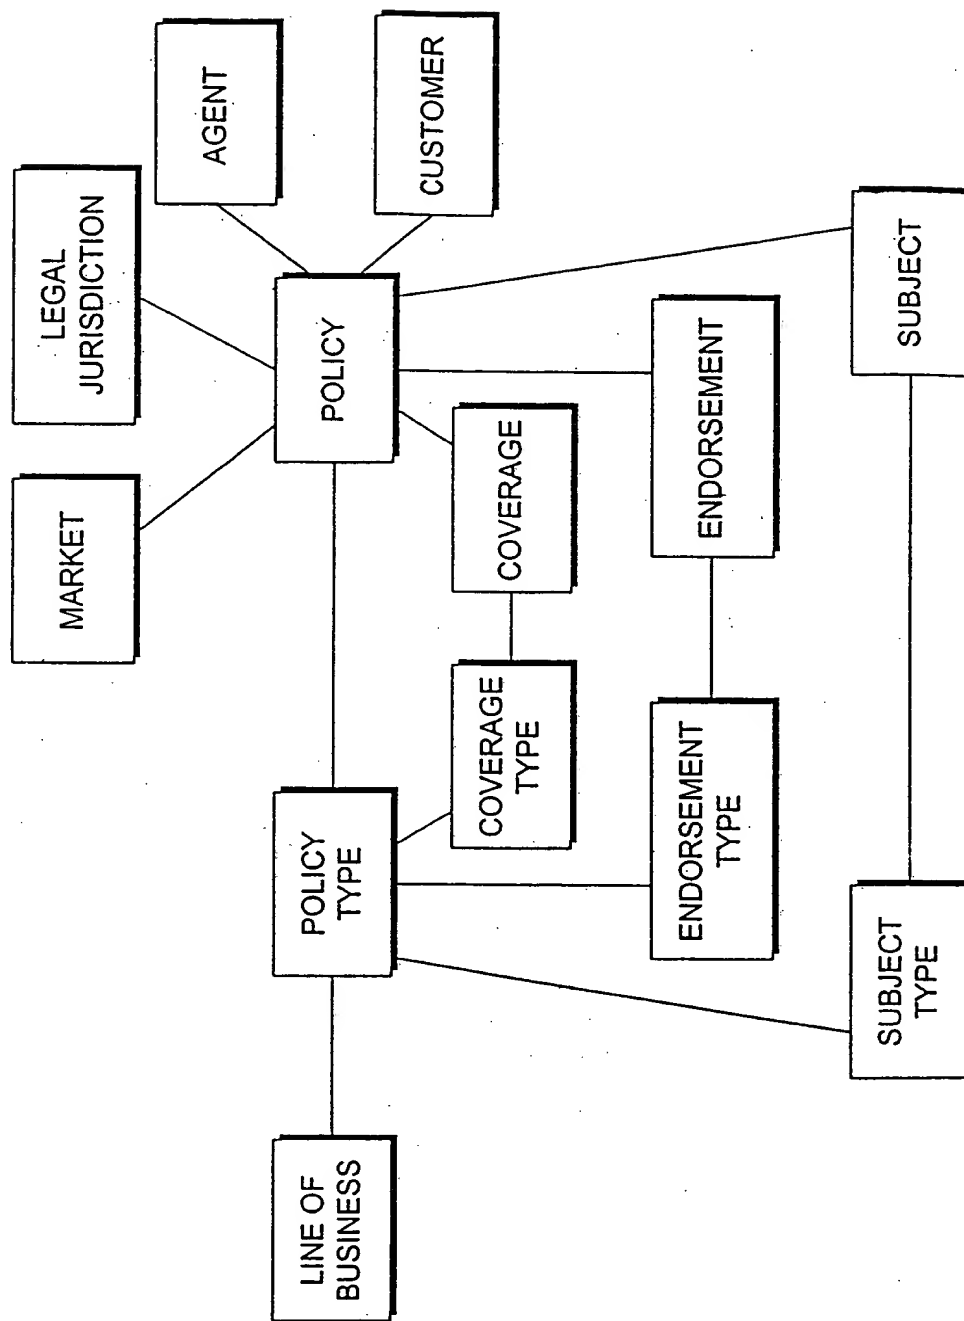 MARKET
LEGAL
JURISDICTION
AGENT
LINE OF
BUSINESS
POLICY
TYPE
POLICY
CUSTOMER
COVERAGE
TYPE
COVERAGE
ENDORSEMENT
TYPE
ENDORSEMENT
SUBJECT
TYPE
SUBJECT